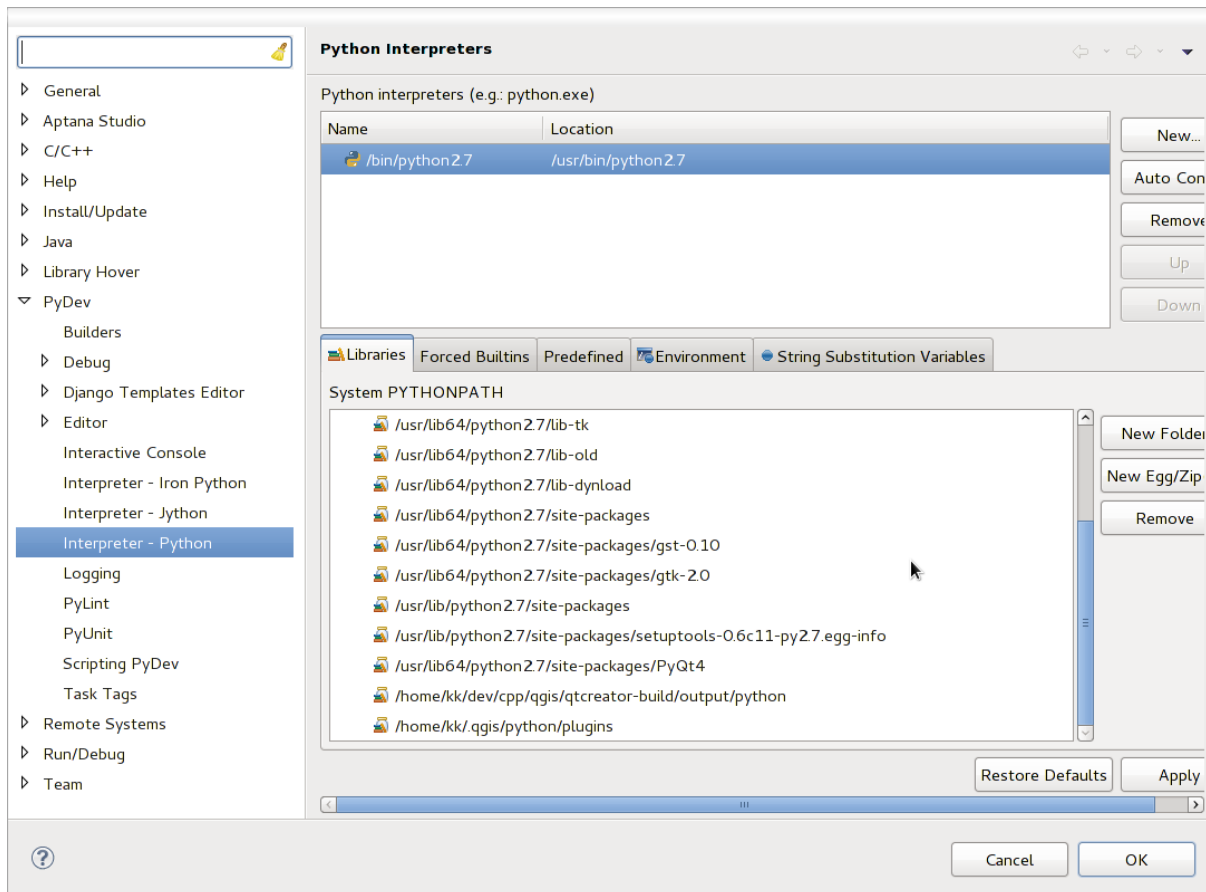 Python Interpreters
General
Aptana Studio
C/C++
Help
Install/Update
Java
Library Hover
PyDev
Builders
Debug
Django Templates Editor
Editor
Interactive Console
Interpreter - Iron Python
Interpreter - Jython
Interpreter - Python
Logging
PyLint
PyUnit
Scripting PyDev
Task Tags
Remote Systems
Run/Debug
Team
Python interpreters (e.g.: python.exe)
Name Location
/bin/python2.7 /usr/bin/python2.7
New...
Auto Con
Remove
Up
Down
Libraries Forced Builtins Predefined Environment String Substitution Variables
System PYTHONPATH
/usr/lib64/python2.7/lib-tk
/usr/lib64/python2.7/lib-old
/usr/lib64/python2.7/lib-dynload
/usr/lib64/python2.7/site-packages
/usr/lib64/python2.7/site-packages/gst-0.10
/usr/lib64/python2.7/site-packages/gtk-2.0
/usr/lib/python2.7/site-packages
/usr/lib/python2.7/site-packages/setuptools-0.6c11-py2.7.egg-info
/usr/lib64/python2.7/site-packages/PyQt4
/home/kk/dev/cpp/qgis/qtcreator-build/output/python
/home/kk/.qgis/python/plugins
New Folder
New Egg/Zip
Remove
Restore Defaults Apply
Cancel OK